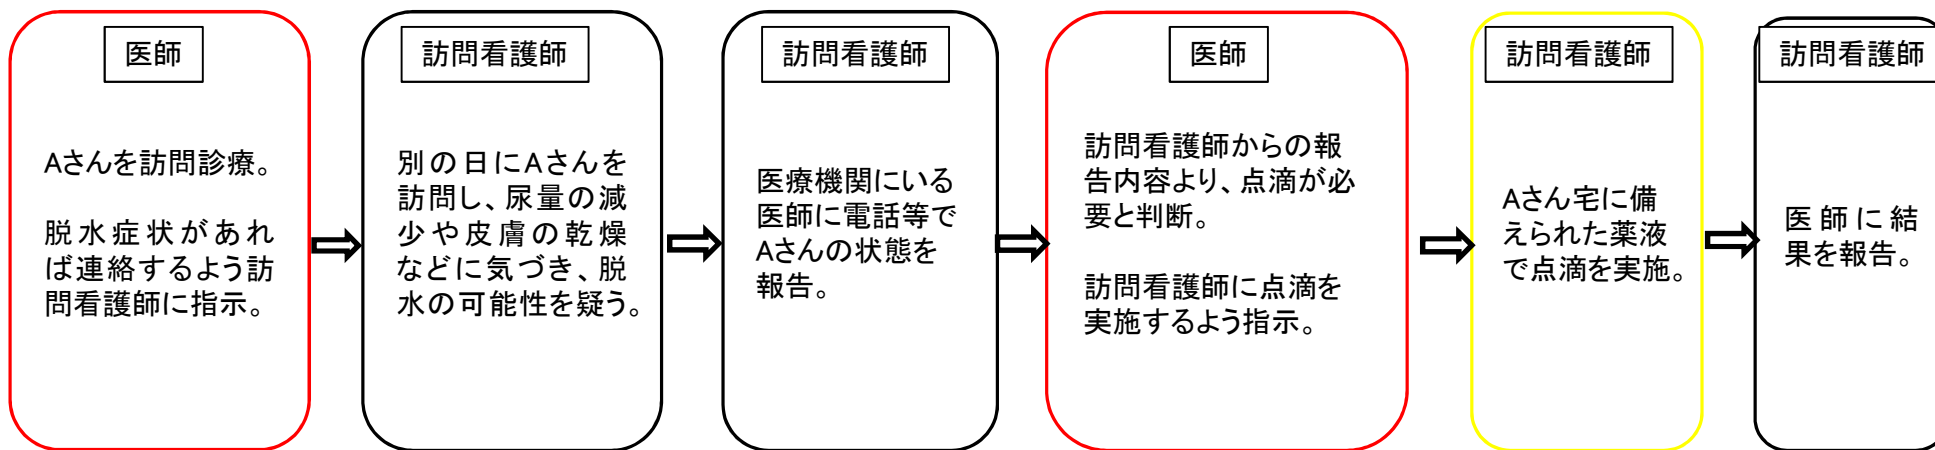 医師
Aさんを訪問診療。
脱水症状があれ
ば連絡するよう訪
問看護師に指示。
訪問看護師
別の日にAさんを
訪問し、尿量の減
少や皮膚の乾燥
などに気づき、脱
水の可能性を疑う。
訪問看護師
医療機関にいる
医師に電話等で
Aさんの状態を
報告。
医師
訪問看護師からの報
告内容より、点滴が必
要と判断。
訪問看護師に点滴を
実施するよう指示。
訪問看護師
Aさん宅に備
えられた薬液
で点滴を実施。
訪問看護師
医師に結
果を報告。